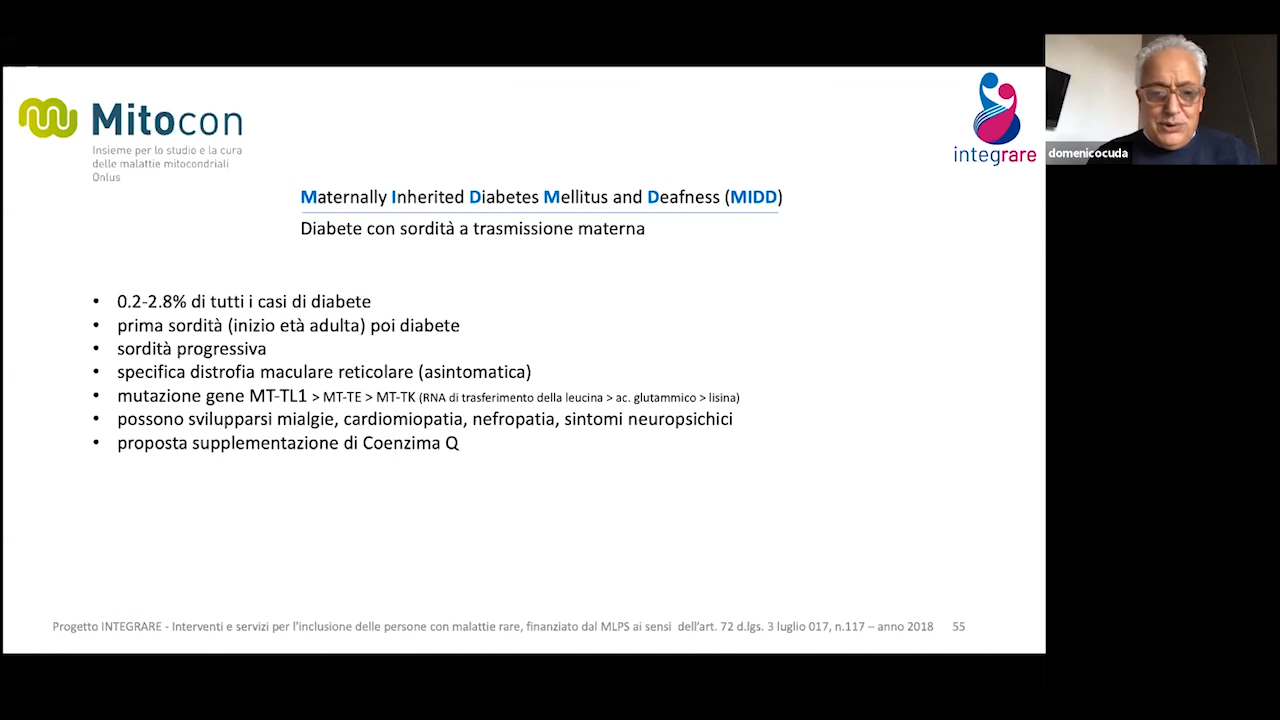 Mitocon
Insieme per lo studio e la cura
delle malattie mitocondriali
Onlus
integrare
domenicocuda
Maternally Inherited Diabetes Mellitus and Deafness (MIDD)
Diabete con sordità a trasmissione materna
• 0.2-2.8% di tutti i casi di diabete
• prima sordità (inizio età adulta) poi diabete
• sordità progressiva
• specifica distrofia maculare reticolare (asintomatica)
• mutazione gene MT-TL1 > MT-TE > MT-TK (RNA di trasferimento della leucina > ac. glutammico > lisina)
• possono svilupparsi mialgie, cardiomiopatia, nefropatia, sintomi neuropsichici
• proposta supplementazione di Coenzima Q
Progetto INTEGRARE - Interventi e servizi per l'inclusione delle persone con malattie rare, finanziato dal MLPS ai sensi dell'art. 72 d.lgs. 3 luglio 017, n.117 – anno 2018 55